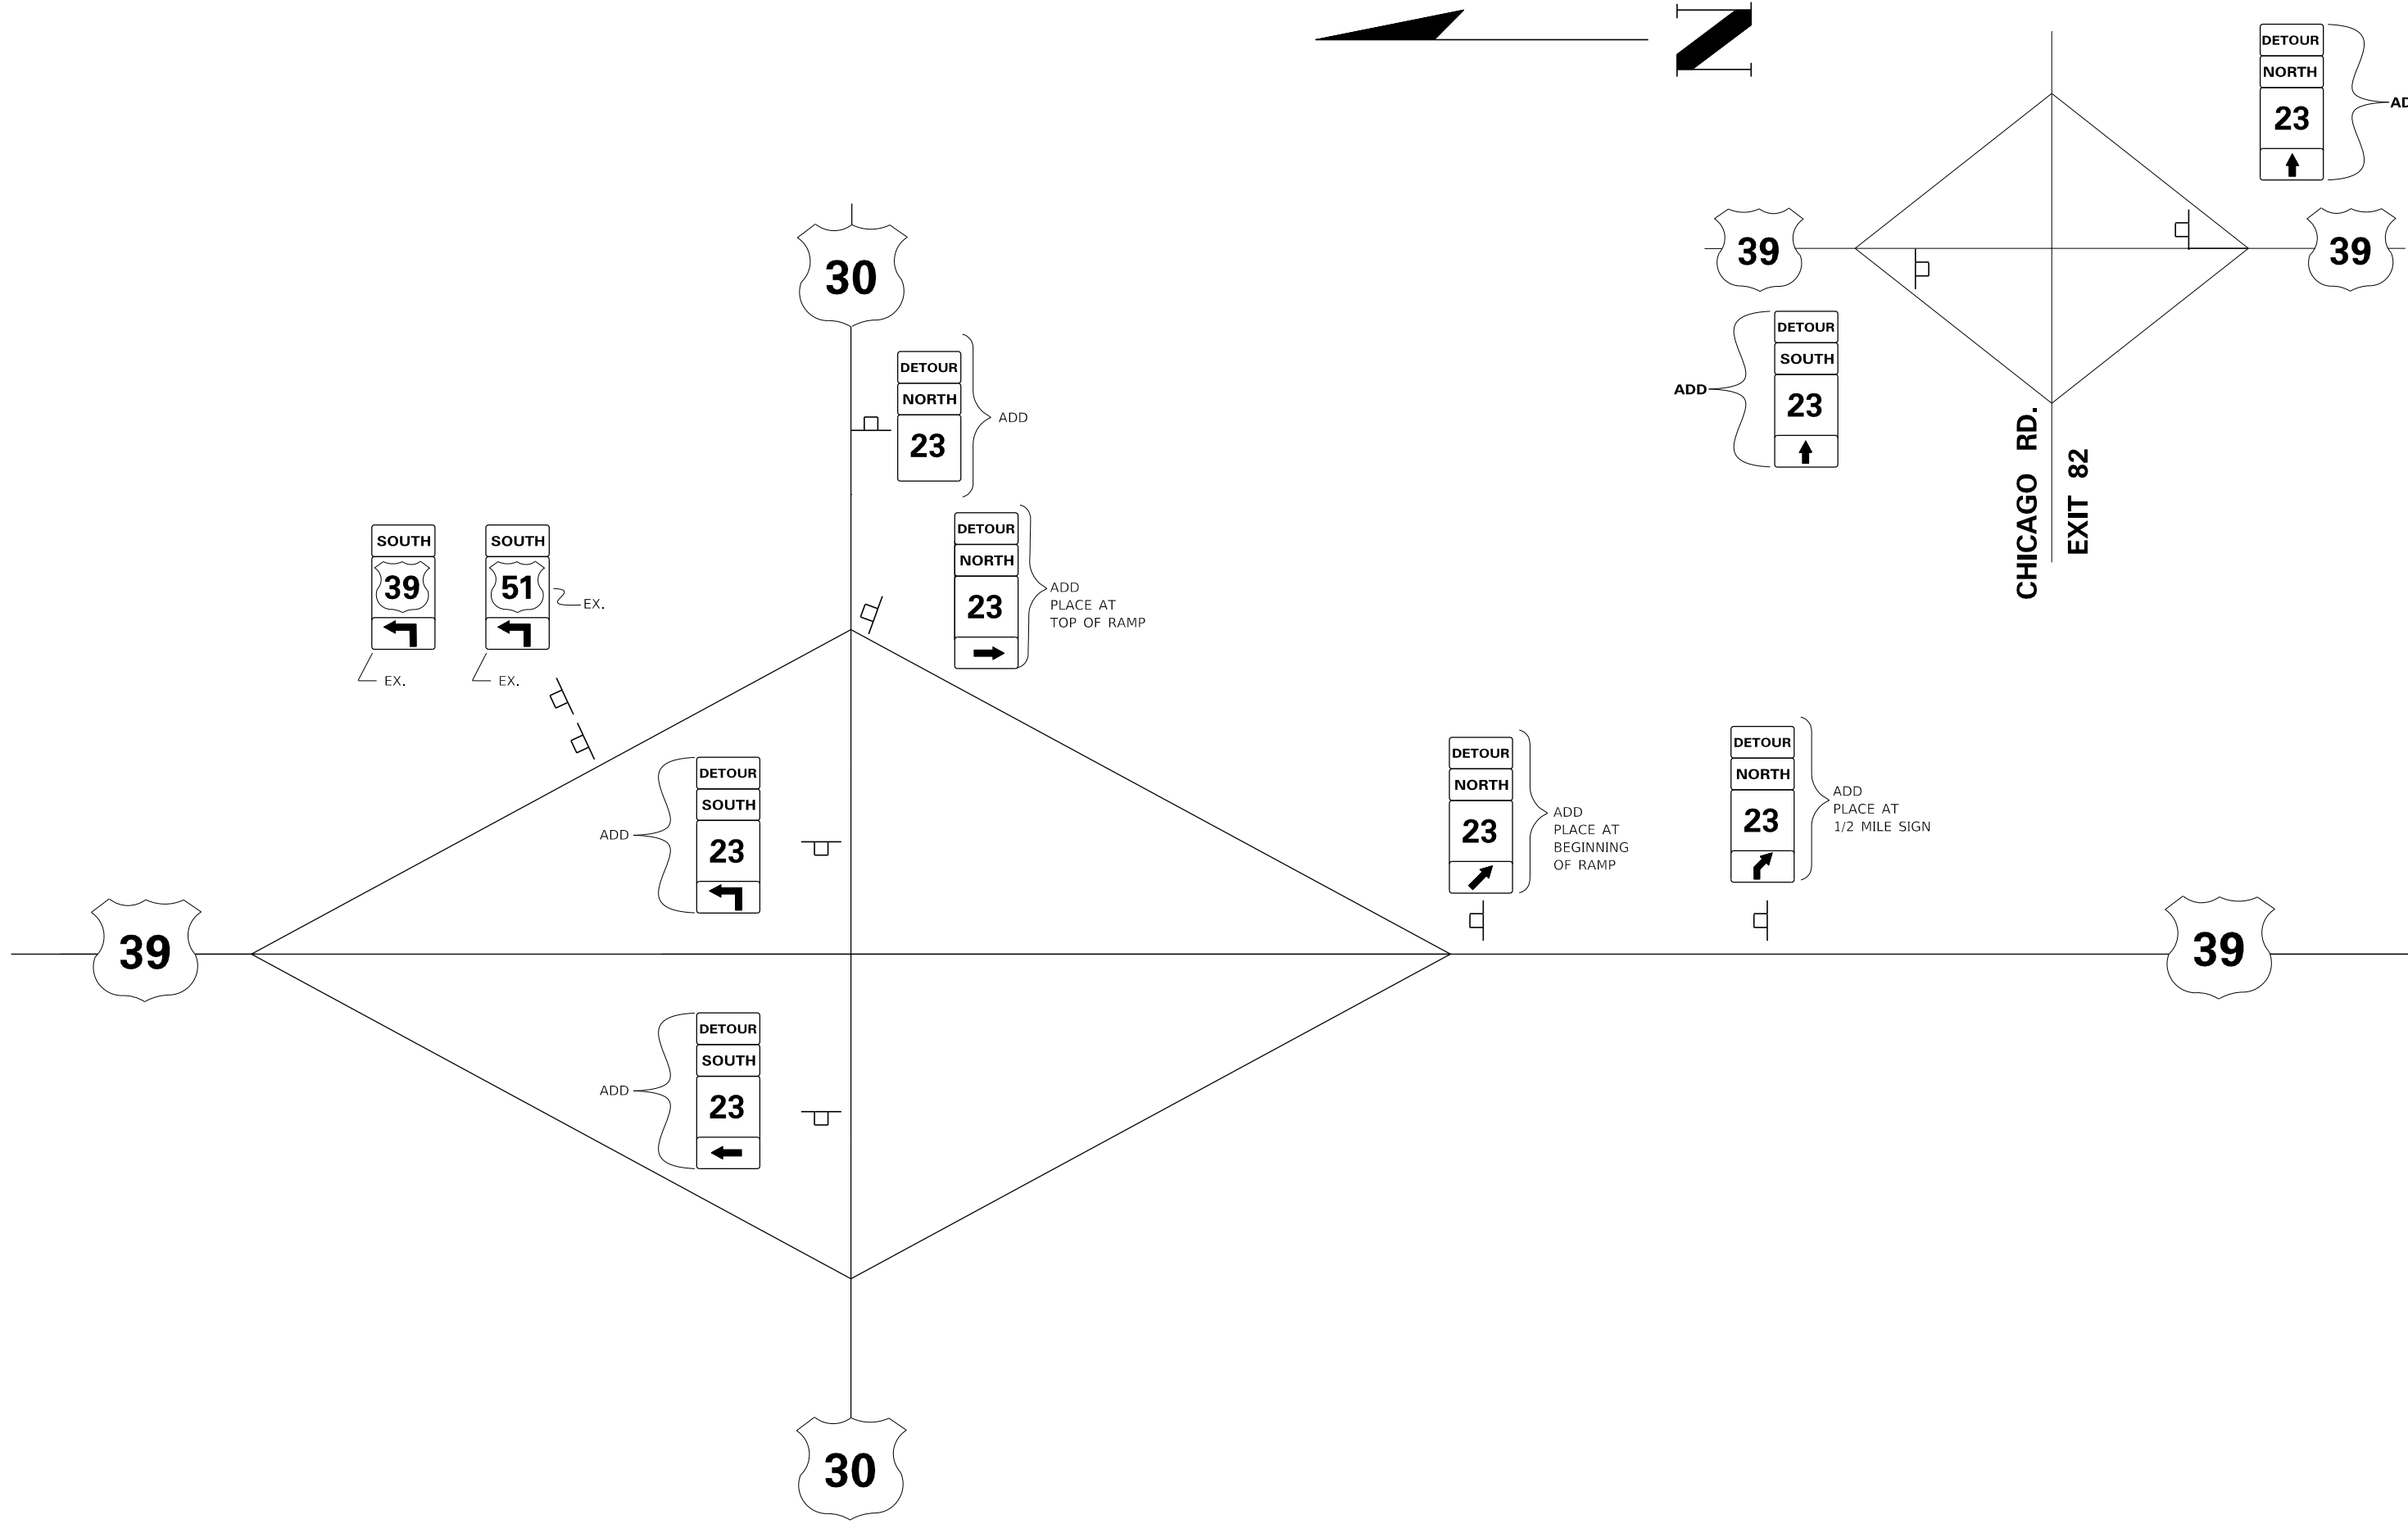 N
DETOUR
NORTH
23
AD
39
39
DETOUR
SOUTH
23
ADD
CHICAGO RD.
EXIT 82
30
DETOUR
NORTH
23
ADD
SOUTH
39
EX.
SOUTH
51
EX.
EX.
DETOUR
NORTH
23
ADD
PLACE AT
TOP OF RAMP
DETOUR
SOUTH
23
ADD
DETOUR
NORTH
23
ADD
PLACE AT
BEGINNING
OF RAMP
DETOUR
NORTH
23
ADD
PLACE AT
1/2 MILE SIGN
39
39
DETOUR
SOUTH
23
ADD
30